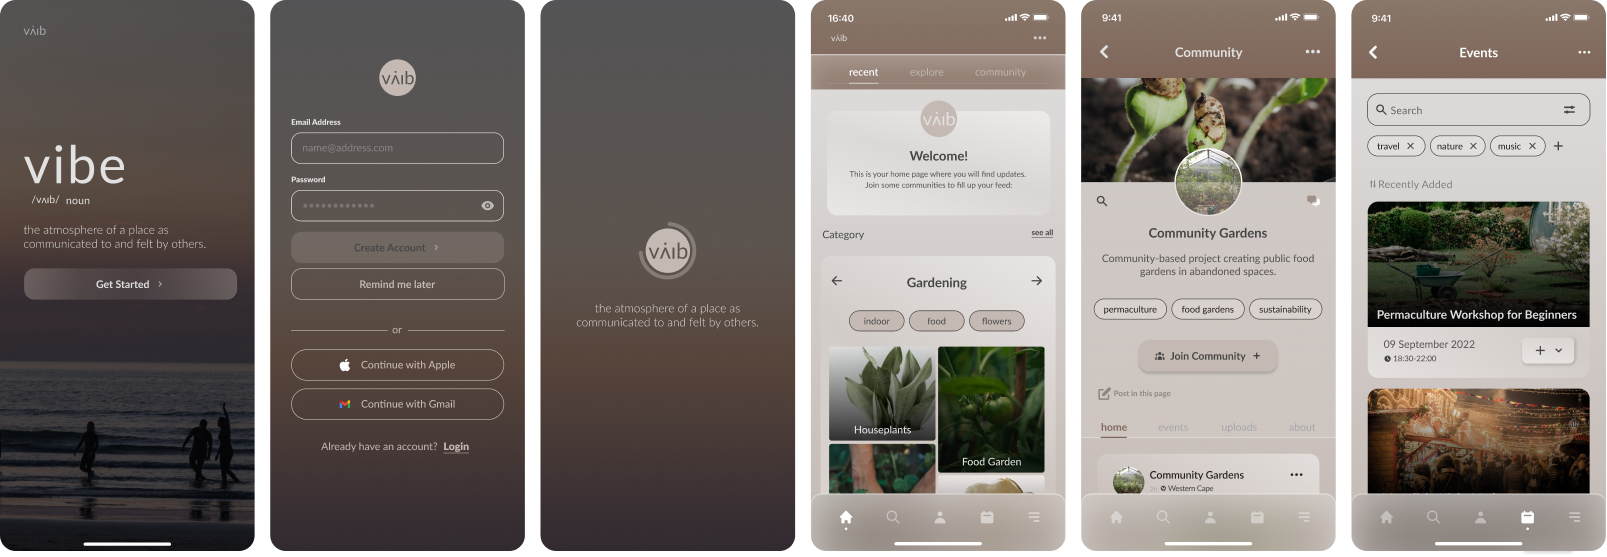 vʌib
vibe
/vʌɪb/ noun
the atmosphere of a place as
communicated to and felt by others.
Get Started
vʌib
Email Address
name@address.com
Password
Create Account
Remind me later
or
Continue with Apple
Continue with Gmail
Already have an account? Login
vʌib
the atmosphere of a place as
communicated to and felt by others.
16:40
vʌib
recent explore community
vʌib
Welcome!
This is your home page where you will find updates.
Join some communities to fill up your feed:
Category see all
Gardening
indoor food flowers
Houseplants
Food Garden
9:41
Community
Community Gardens
Community-based project creating public food
gardens in abandoned spaces.
permaculture food gardens sustainability
Join Community +
Post in this page
home events uploads about
Community Gardens
2h Western Cape
9:41
Events
Search
travel nature music +
Recently Added
Permaculture Workshop for Beginners
09 September 2022
18:30-22:00